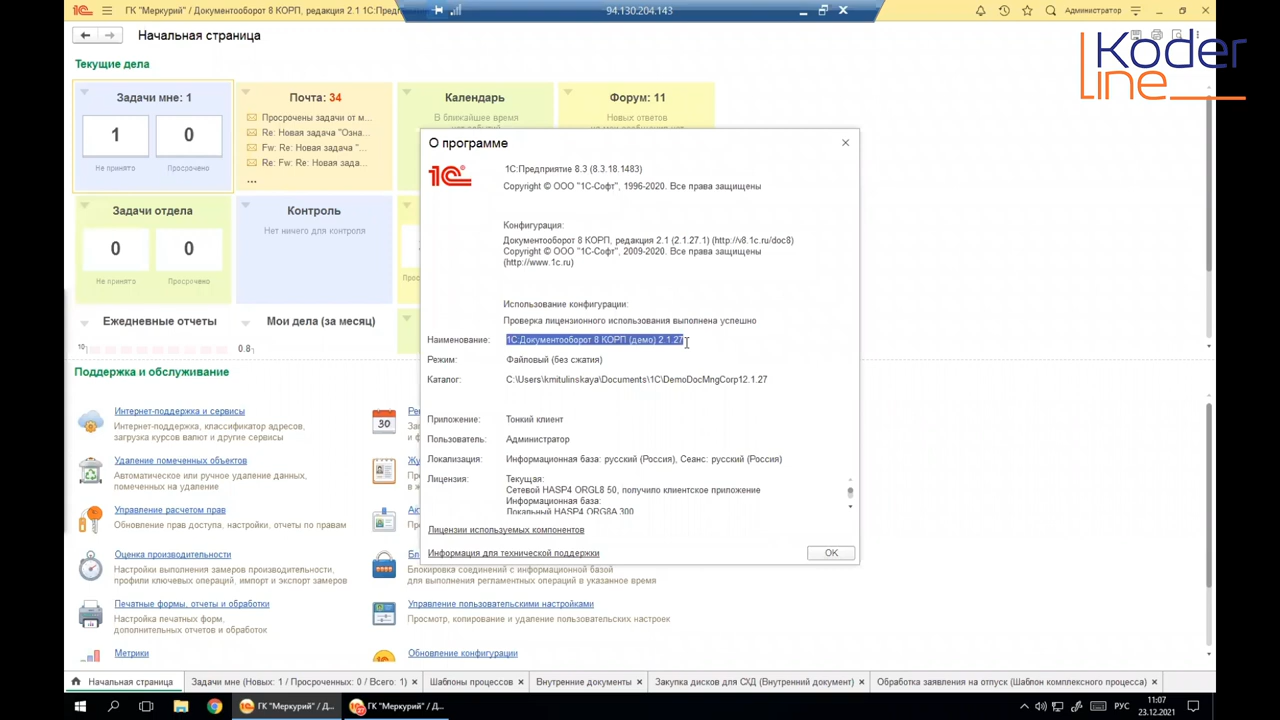 ГК "Меркурий" / Документооборот 8 КОРП, редакция 2.1 1С:Предпр
94.130.204.143
Администратор
Начальная страница
Koder
line
Текущие дела
Задачи мне: 1
1
0
Не принято
Просрочено
Почта: 34
Просрочены задачи от м...
Re: Новая задача "Озна...
Fw: Re: Новая задача "...
Re: Fw: Re: Новая зада...
...
Календарь
В ближайшее время
Форум: 11
Новых ответов
Задачи отдела
0
0
Не принято
Просрочено
Контроль
Нет ничего для контроля
Ежедневные отчеты
10
Мои дела (за месяц)
0.8
Поддержка и обслуживание
Интернет-поддержка и сервисы
Интернет-поддержка, классификатор адресов,
загрузка курсов валют и другие сервисы
Удаление помеченных объектов
Автоматическое или ручное удаление данных,
помеченных на удаление
Управление расчетом прав
Обновление прав доступа, настройки, отчеты по правам
Оценка производительности
Настройки выполнения замеров производительности,
профили ключевых операций, импорт и экспорт замеров
Печатные формы, отчеты и обработки
Настройка печатных форм,
дополнительных отчетов и обработок
Метрики
30
Блокировка соединений с информационной базой
для выполнения регламентных операций в указанное время
Управление пользовательскими настройками
Просмотр, копирование и удаление пользовательских настроек
Обновление конфигурации
О программе
1С:Предприятие 8.3 (8.3.18.1483)
Copyright © ООО "1С-Софт", 1996-2020. Все права защищены
Конфигурация:
Документооборот 8 КОРП, редакция 2.1 (2.1.27.1) (http://v8.1c.ru/doc8)
Copyright © ООО "1С-Софт", 2009-2020. Все права защищены
(http://www.1c.ru)
Использование конфигурации:
Проверка лицензионного использования выполнена успешно
Наименование: 1С:Документооборот 8 КОРП (демо) 2.1.27
Режим: Файловый (без сжатия)
Каталог: C:\Users\kmitulinskaya\Documents\1C\DemoDocMngCorp12.1.27
Приложение: Тонкий клиент
Пользователь: Администратор
Локализация: Информационная база: русский (Россия), Сеанс: русский (Россия)
Лицензия: Текущая:
Сетевой HASP4 ORGL8 50, получило клиентское приложение
Информационная база:
Локальный HASP4 ORG8A 300
Лицензии используемых компонентов
Информация для технической поддержки
OK
Начальная страница
Задачи мне (Новых: 1 / Просроченных: 0 / Всего: 1)
Шаблоны процессов
Внутренние документы
Закупка дисков для СХД (Внутренний документ)
Обработка заявления на отпуск (Шаблон комплексного процесса)
ГК "Меркурий" / Д...
ГК "Меркурий" / Д...
РУС
11:07
23.12.2021